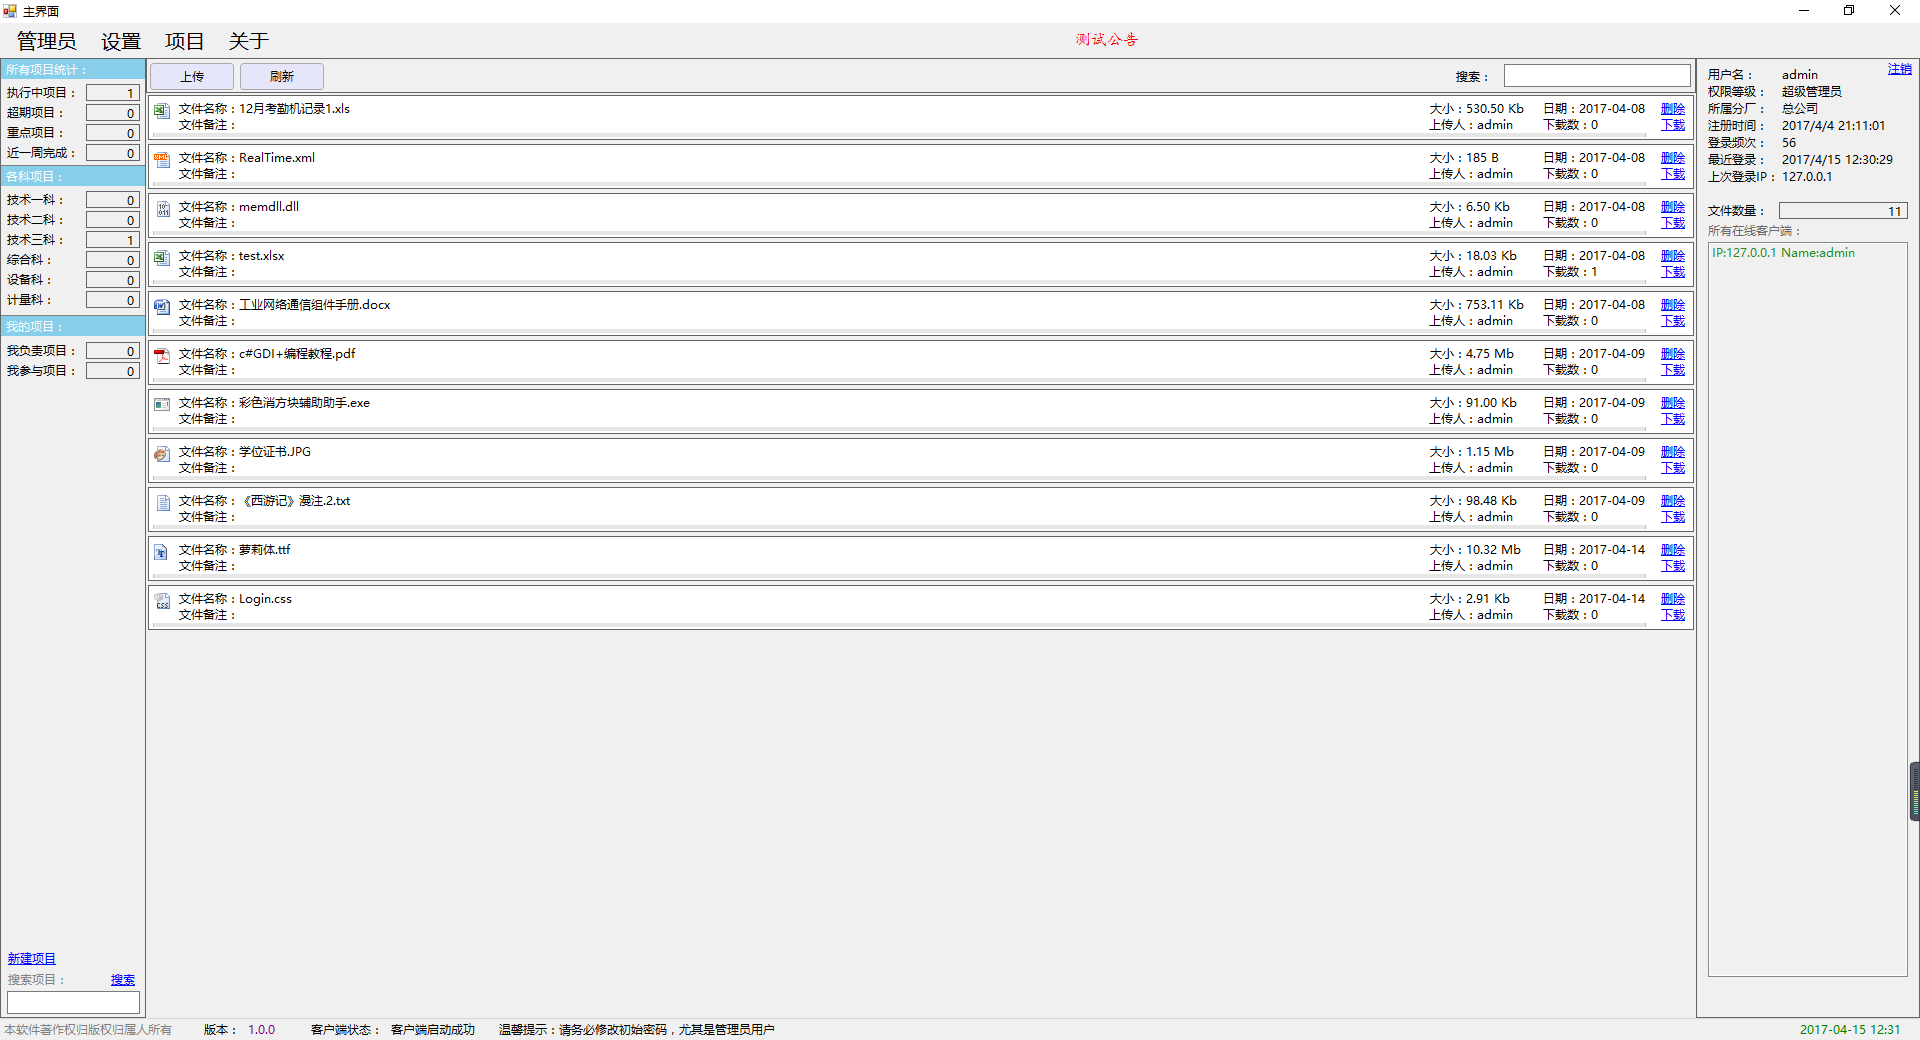 主界面
管理员 设置 项目 关于
测试公告
所有项目统计：
执行中项目： 1
超期项目： 0
重点项目： 0
近一周完成： 0
各科项目：
技术一科： 0
技术二科： 0
技术三科： 1
综合科： 0
设备科： 0
计量科： 0
我的项目：
我负责项目： 0
我参与项目： 0
新建项目
搜索项目： 搜索
上传 刷新 搜索：
文件名称：12月考勤机记录1.xls 大小：530.50 Kb 日期：2017-04-08 删除
文件备注： 上传人：admin 下载数：0 下载
文件名称：RealTime.xml 大小：185 B 日期：2017-04-08 删除
文件备注： 上传人：admin 下载数：0 下载
文件名称：memdll.dll 大小：6.50 Kb 日期：2017-04-08 删除
文件备注： 上传人：admin 下载数：0 下载
文件名称：test.xlsx 大小：18.03 Kb 日期：2017-04-08 删除
文件备注： 上传人：admin 下载数：1 下载
文件名称：工业网络通信组件手册.docx 大小：753.11 Kb 日期：2017-04-08 删除
文件备注： 上传人：admin 下载数：0 下载
文件名称：c#GDI+编程教程.pdf 大小：4.75 Mb 日期：2017-04-09 删除
文件备注： 上传人：admin 下载数：0 下载
文件名称：彩色消方块辅助助手.exe 大小：91.00 Kb 日期：2017-04-09 删除
文件备注： 上传人：admin 下载数：0 下载
文件名称：学位证书.JPG 大小：1.15 Mb 日期：2017-04-09 删除
文件备注： 上传人：admin 下载数：0 下载
文件名称：《西游记》漫注.2.txt 大小：98.48 Kb 日期：2017-04-09 删除
文件备注： 上传人：admin 下载数：0 下载
文件名称：萝莉体.ttf 大小：10.32 Mb 日期：2017-04-14 删除
文件备注： 上传人：admin 下载数：0 下载
文件名称：Login.css 大小：2.91 Kb 日期：2017-04-14 删除
文件备注： 上传人：admin 下载数：0 下载
注销
用户名： admin
权限等级： 超级管理员
所属分厂： 总公司
注册时间： 2017/4/4 21:11:01
登录频次： 56
最近登录： 2017/4/15 12:30:29
上次登录IP： 127.0.0.1
文件数量： 11
所有在线客户端：
IP:127.0.0.1 Name:admin
本软件著作权归版权归属人所有 版本： 1.0.0 客户端状态： 客户端启动成功 温馨提示：请务必修改初始密码，尤其是管理员用户 2017-04-15 12:31